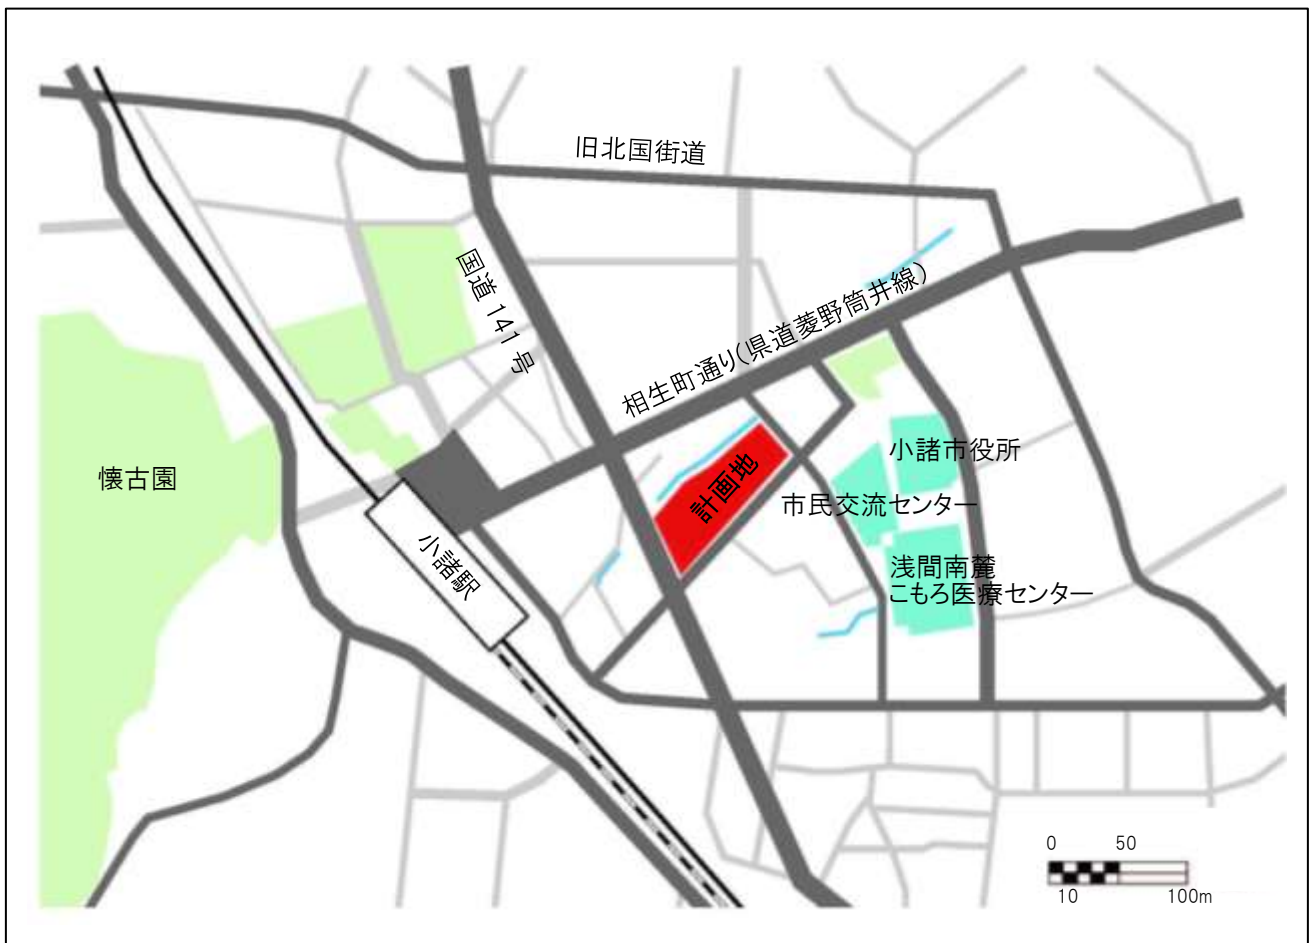 旧北国街道
国道 141 号
相生町通り(県道菱野筒井線)
懐古園
計画地
小諸市役所
市民交流センター
小諸駅
浅間南麓
こもろ医療センター
0 50
10 100m